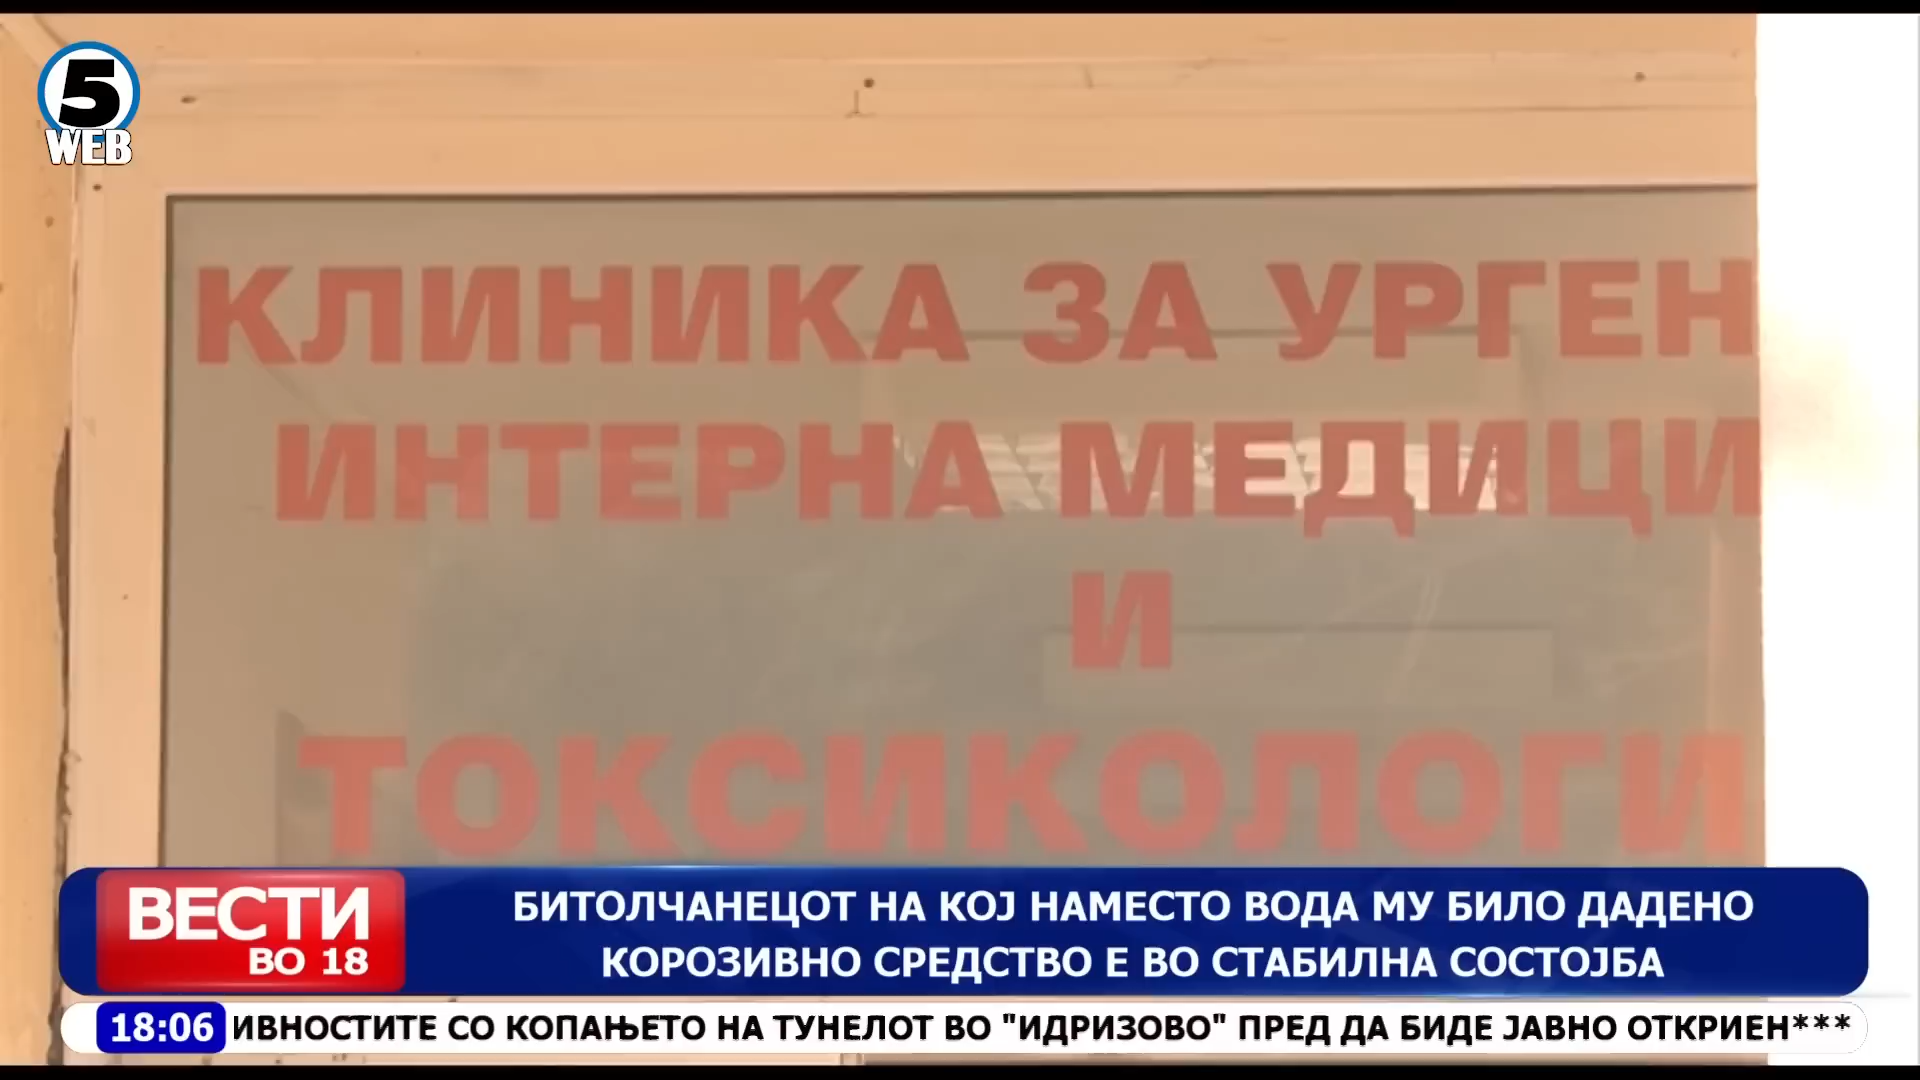 5
WEB
КЛИНИКА ЗА УРГЕН
ИНТЕРНА МЕДИЦИ
И
ТОКСИКОЛОГИ
ВЕСТИ
ВО 18
БИТОЛЧАНЕЦОТ НА КОЈ НАМЕСТО ВОДА МУ БИЛО ДАДЕНО
КОРОЗИВНО СРЕДСТВО Е ВО СТАБИЛНА СОСТОЈБА
18:06 ИВНОСТИТЕ СО КОПАЊЕТО НА ТУНЕЛОТ ВО "ИДРИЗОВО" ПРЕД ДА БИДЕ ЈАВНО ОТКРИЕН***